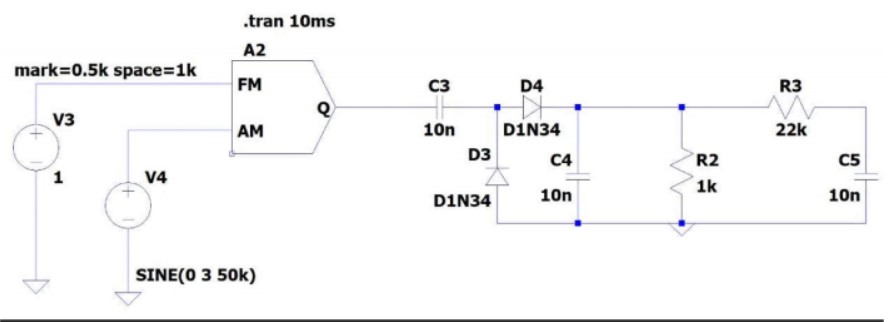 .tran 10ms
A2
mark=0.5k space=1k
FM
Q
AM
V3
1
V4
SINE(0 3 50k)
C3
10n
D4
D1N34
D3
D1N34
C4
10n
R2
1k
R3
22k
C5
10n